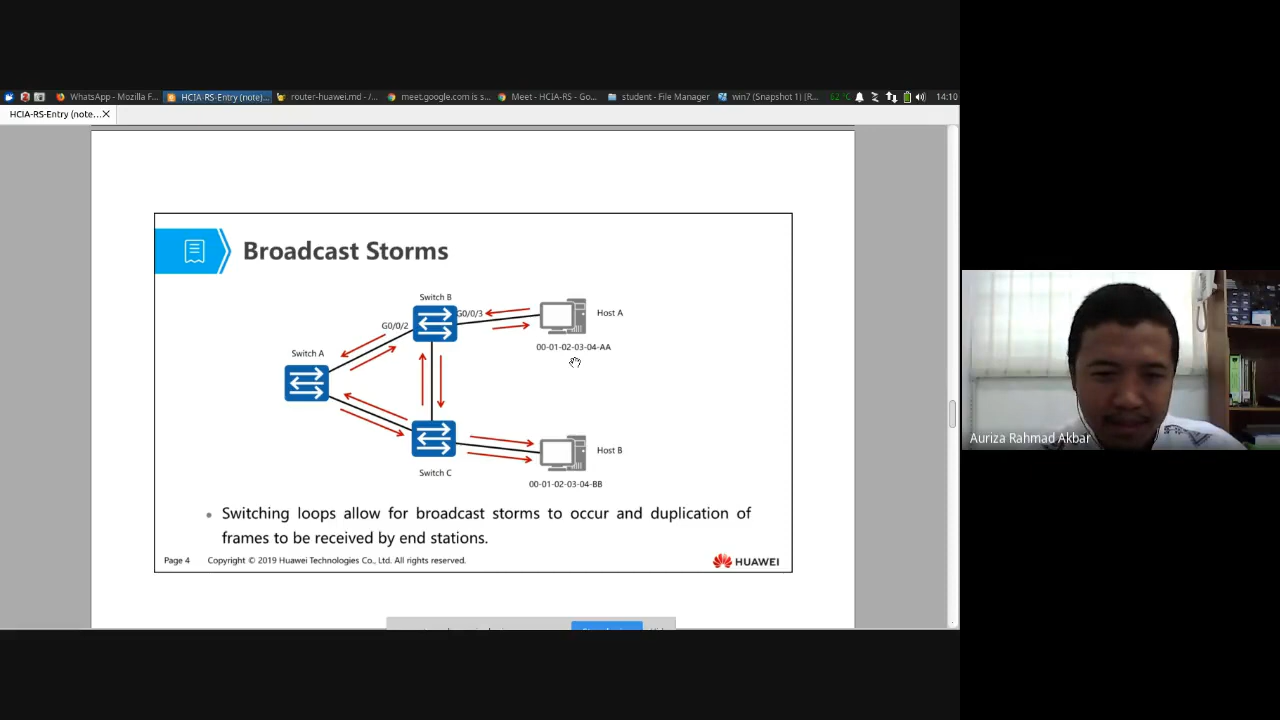 WhatsApp - Mozilla F...
HCIA-RS-Entry (note)...
router-huawei.md - /...
meet.google.com is s...
Meet - HCIA-RS - Go...
student - File Manager
win7 (Snapshot 1) [R...
62 °C
14:10
HCIA-RS-Entry (note...
Broadcast Storms
Switch B
G0/0/3
Host A
G0/0/2
00-01-02-03-04-AA
Switch A
Host B
Switch C
00-01-02-03-04-BB
Switching loops allow for broadcast storms to occur and duplication of
frames to be received by end stations.
Page 4 Copyright © 2019 Huawei Technologies Co., Ltd. All rights reserved.
HUAWEI
Auriza Rahmad Akbar